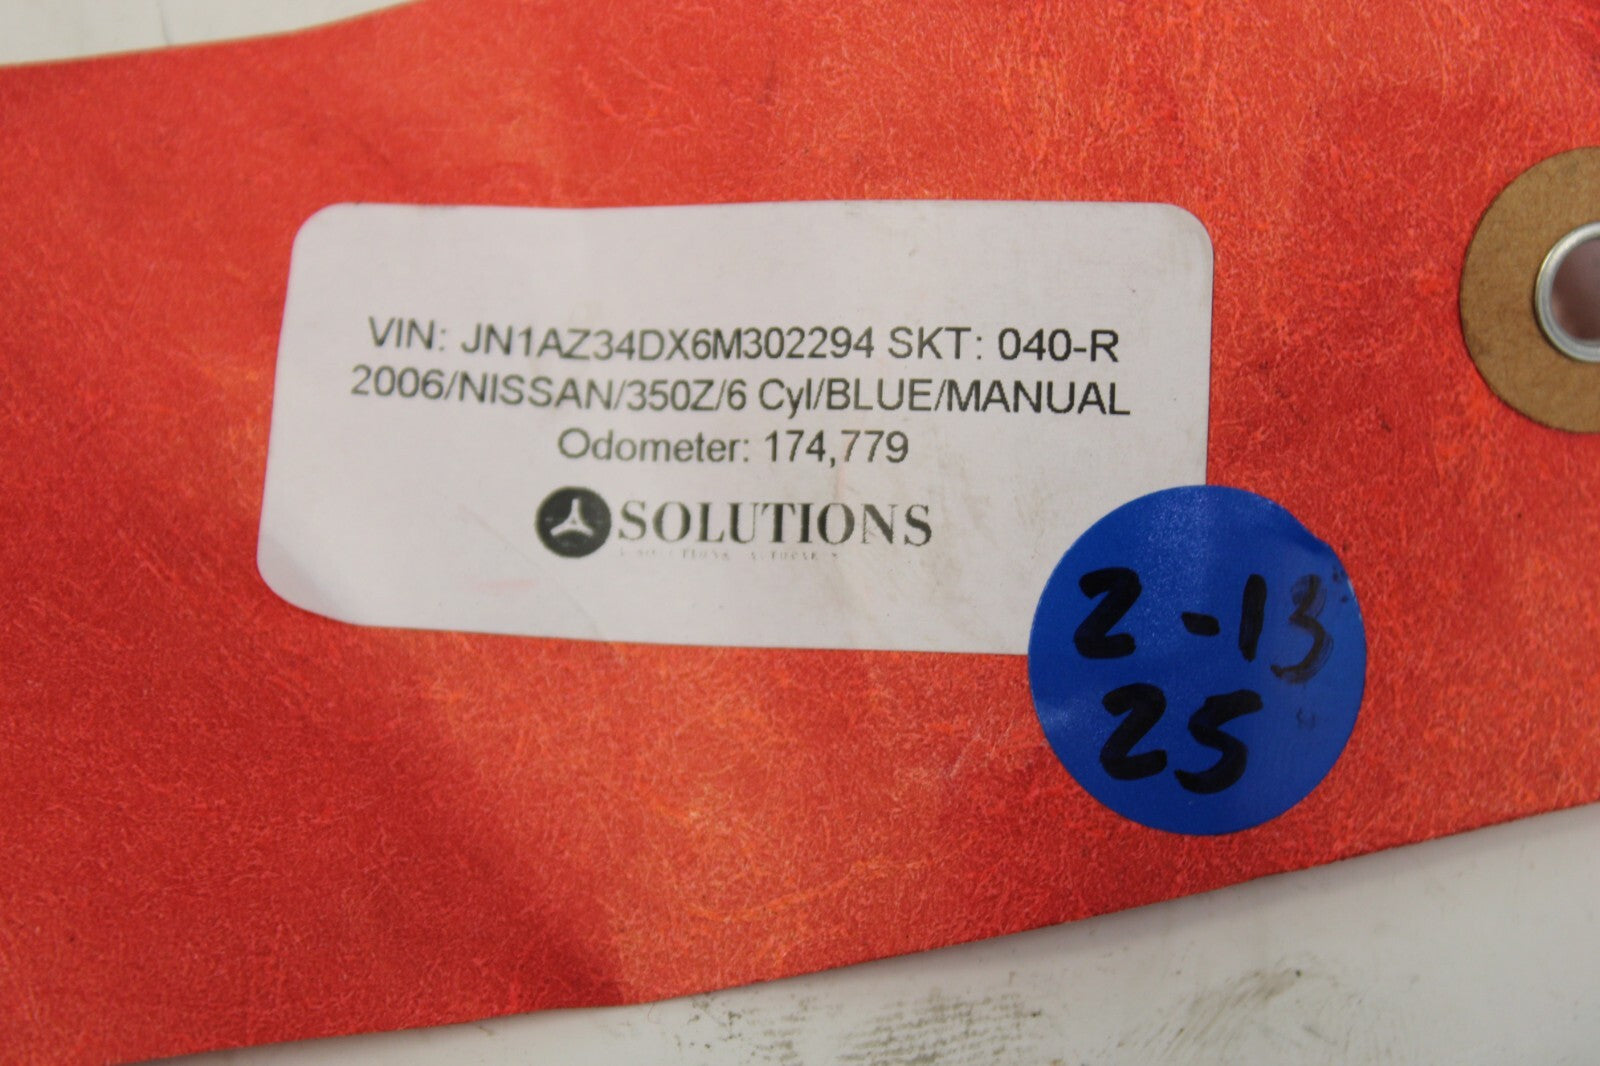 VIN: JN1AZ34DX6M302294 SKT: 040-R
2006/NISSAN/350Z/6 Cyl/BLUE/MANUAL
Odometer: 174,779
SOLUTIONS
2-13
25